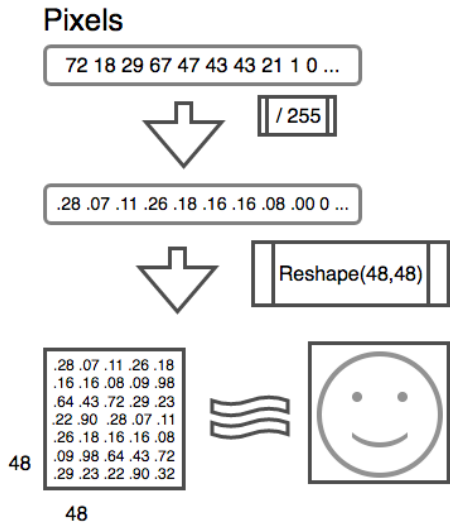 Pixels
72 18 29 67 47 43 43 21 1 0 ...
/ 255
.28 .07 .11 .26 .18 .16 .16 .08 .00 0 ...
Reshape(48,48)
.28 .07 .11 .26 .18
.16 .16 .08 .09 .98
.64 .43 .72 .29 .23
.22 .90 .28 .07 .11
.26 .18 .16 .16 .08
.09 .98 .64 .43 .72
.29 .23 .22 .90 .32
48
48